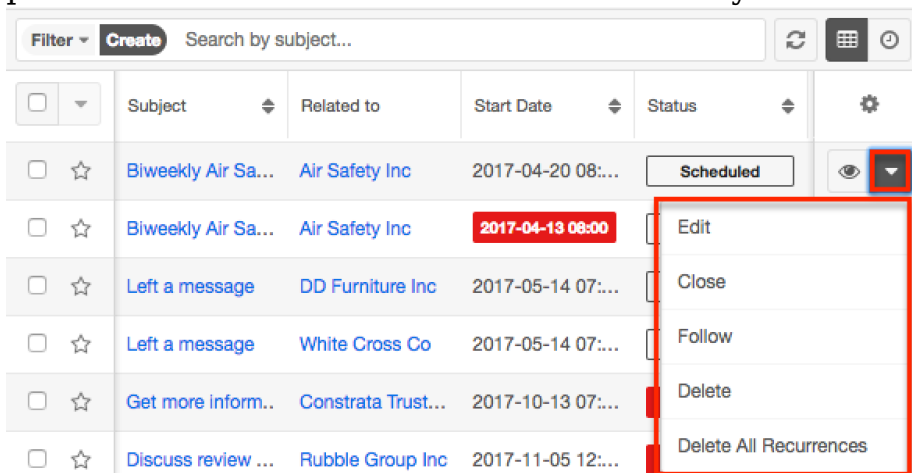 Filter Create Search by subject...
Subject Related to Start Date Status
Biweekly Air Sa... Air Safety Inc 2017-04-20 08:... Scheduled
Biweekly Air Sa... Air Safety Inc 2017-04-13 08:00
Edit
Left a message DD Furniture Inc 2017-05-14 07:...
Close
Left a message White Cross Co 2017-05-14 07:...
Follow
Get more inform.. Constrata Trust... 2017-10-13 07:...
Delete
Discuss review ... Rubble Group Inc 2017-11-05 12:...
Delete All Recurrences